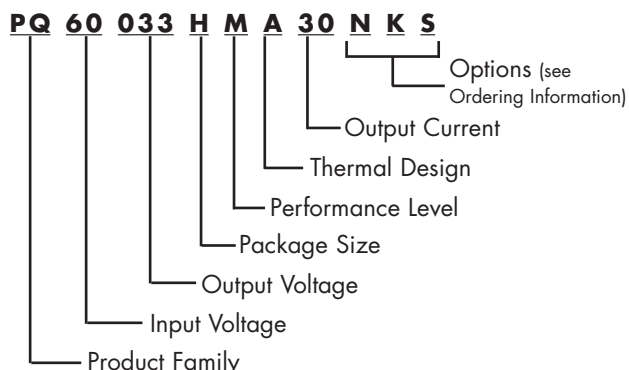 PQ 60 033 H M A 30 N K S
Options (see
Ordering Information)
Output Current
Thermal Design
Performance Level
Package Size
Output Voltage
Input Voltage
Product Family